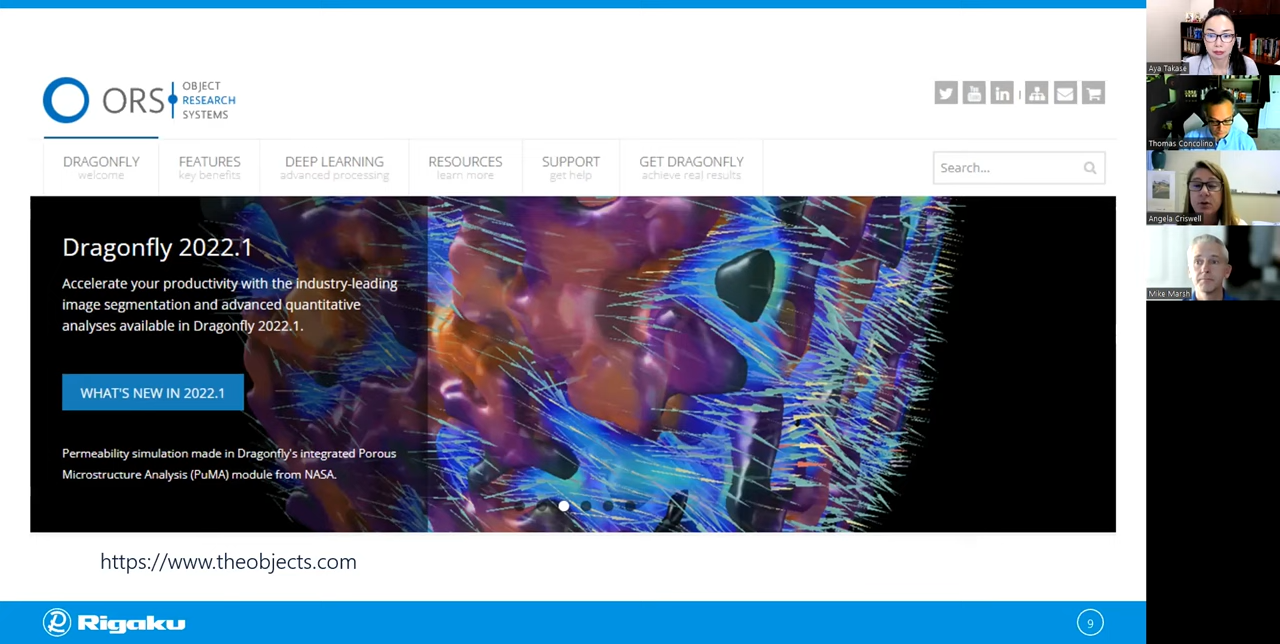 ORS
OBJECT
RESEARCH
SYSTEMS
DRAGONFLY
welcome
FEATURES
key benefits
DEEP LEARNING
advanced processing
RESOURCES
learn more
SUPPORT
get help
GET DRAGONFLY
achieve real results
Search...
Dragonfly 2022.1
Accelerate your productivity with the industry-leading
image segmentation and advanced quantitative
analyses available in Dragonfly 2022.1.
WHAT'S NEW IN 2022.1
Permeability simulation made in Dragonfly's integrated Porous
Microstructure Analysis (PuMA) module from NASA.
https://www.theobjects.com
Rigaku
9
Aya Takase
Thomas Concolino
Angela Criswell
Mike Marsh